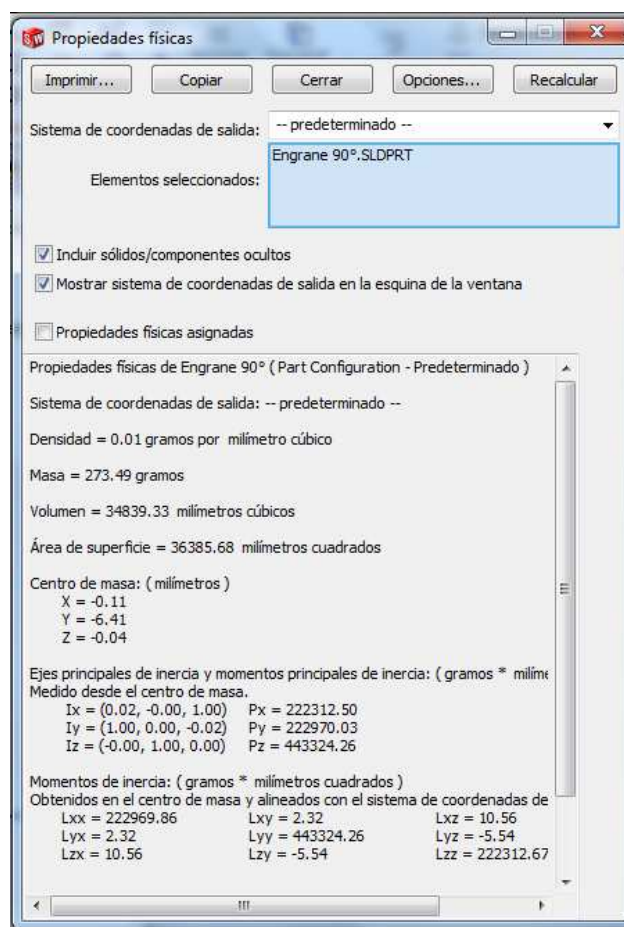 Propiedades físicas
Imprimir... Copiar Cerrar Opciones... Recalcular
Sistema de coordenadas de salida: -- predeterminado --
Engrane 90°.SLDPRT
Elementos seleccionados:
Incluir sólidos/componentes ocultos
Mostrar sistema de coordenadas de salida en la esquina de la ventana
Propiedades físicas asignadas
Propiedades físicas de Engrane 90° ( Part Configuration - Predeterminado )
Sistema de coordenadas de salida: -- predeterminado --
Densidad = 0.01 gramos por milímetro cúbico
Masa = 273.49 gramos
Volumen = 34839.33 milímetros cúbicos
Área de superficie = 36385.68 milímetros cuadrados
Centro de masa: ( milímetros )
X = -0.11
Y = -6.41
Z = -0.04
Ejes principales de inercia y momentos principales de inercia: ( gramos * milíme
Medido desde el centro de masa.
Ix = (0.02, -0.00, 1.00) Px = 222312.50
Iy = (1.00, 0.00, -0.02) Py = 222970.03
Iz = (-0.00, 1.00, 0.00) Pz = 443324.26
Momentos de inercia: ( gramos * milímetros cuadrados )
Obtenidos en el centro de masa y alineados con el sistema de coordenadas de
Lxx = 222969.86 Lxy = 2.32 Lxz = 10.56
Lyx = 2.32 Lyy = 443324.26 Lyz = -5.54
Lzx = 10.56 Lzy = -5.54 Lzz = 222312.67